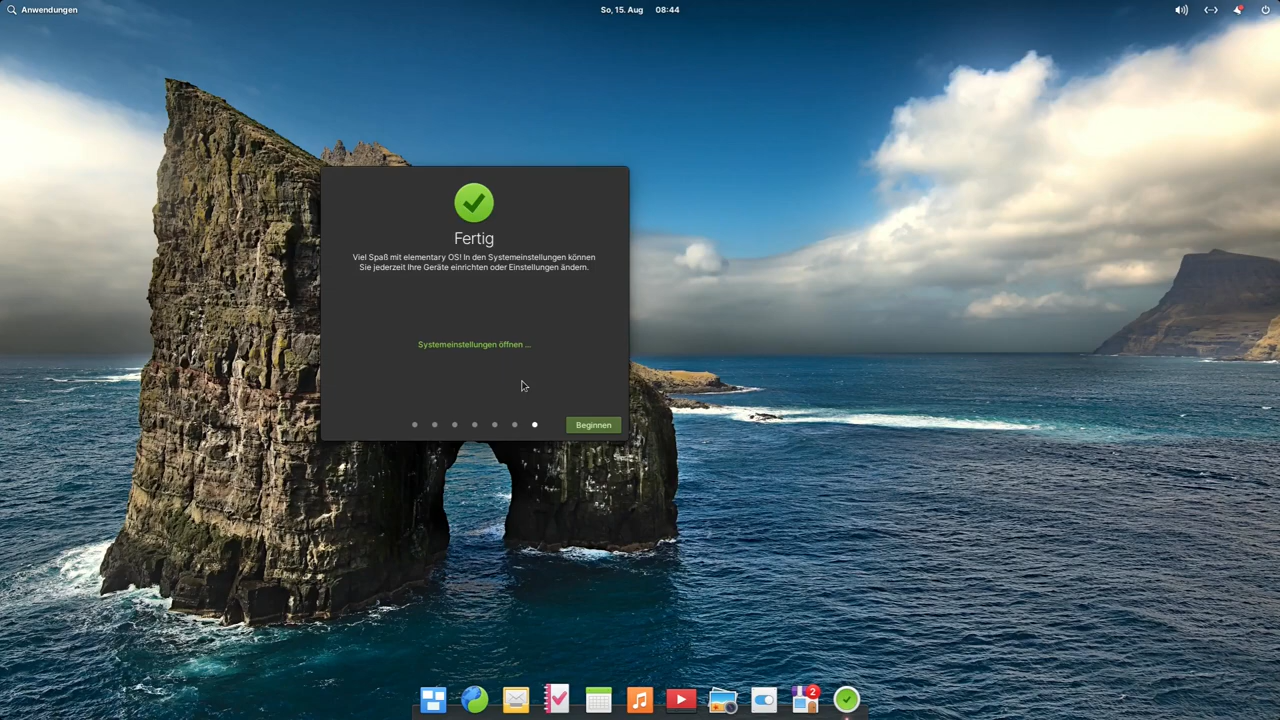 Anwendungen
So, 15. Aug 08:44
Fertig
Viel Spaß mit elementary OS! In den Systemeinstellungen können
Sie jederzeit Ihre Geräte einrichten oder Einstellungen ändern.
Systemeinstellungen öffnen ...
Beginnen
2